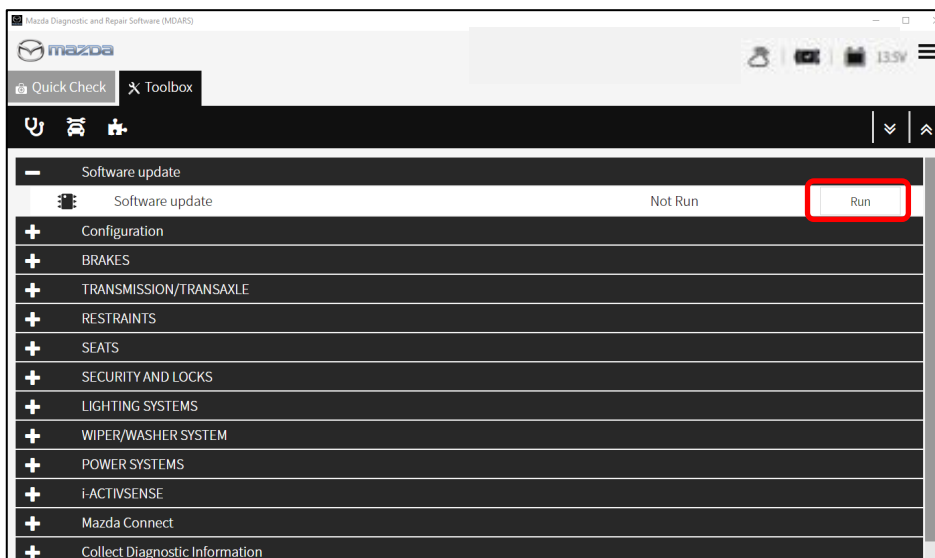 Mazda Diagnostic and Repair Software (MDARS)
mazda
13.5V
Quick Check
Toolbox
Software update
Software update Not Run Run
Configuration
BRAKES
TRANSMISSION/TRANSAXLE
RESTRAINTS
SEATS
SECURITY AND LOCKS
LIGHTING SYSTEMS
WIPER/WASHER SYSTEM
POWER SYSTEMS
i-ACTIVSENSE
Mazda Connect
Collect Diagnostic Information